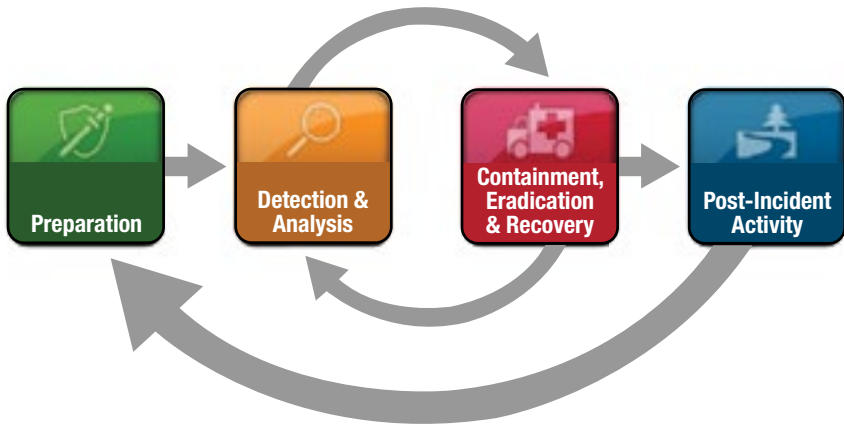 Preparation
Detection &
Analysis
Containment,
Eradication
& Recovery
Post-Incident
Activity